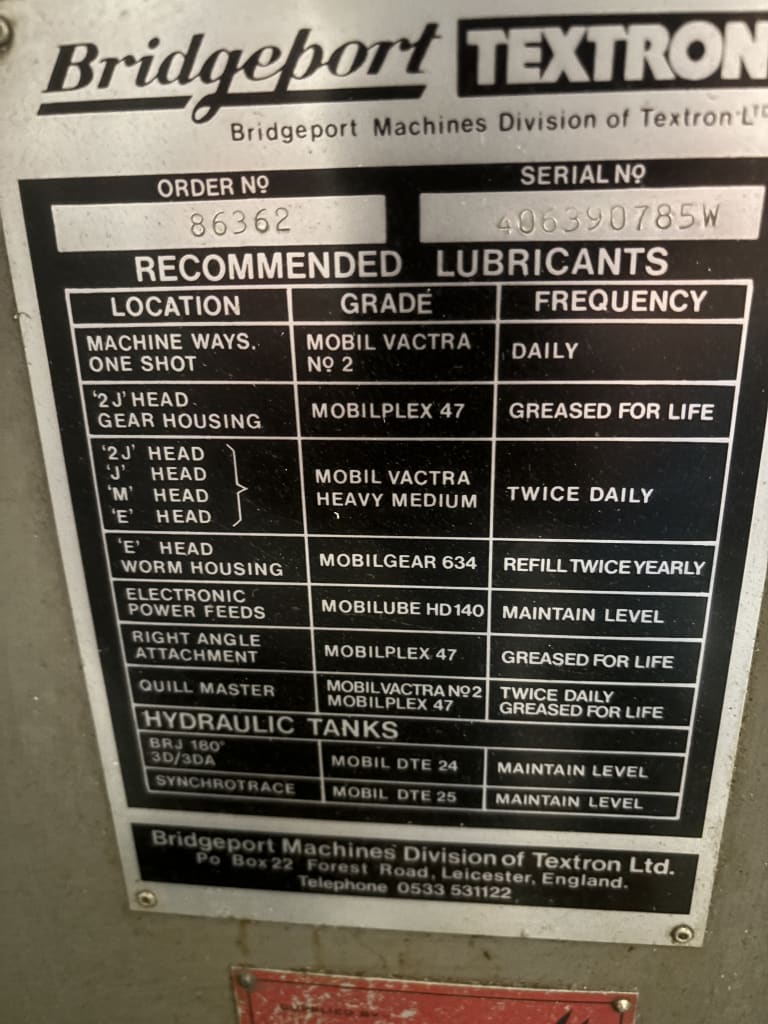 Bridgeport TEXTRON
Bridgeport Machines Division of Textron LTD
ORDER Nº SERIAL Nº
86362 406390785W
RECOMMENDED LUBRICANTS
LOCATION GRADE FREQUENCY
MACHINE WAYS. MOBIL VACTRA DAILY
ONE SHOT Nº 2
'2J' HEAD MOBILPLEX 47 GREASED FOR LIFE
GEAR HOUSING
'2J' HEAD
'J' HEAD MOBIL VACTRA TWICE DAILY
'M' HEAD HEAVY MEDIUM
'E' HEAD
'E' HEAD MOBILGEAR 634 REFILL TWICE YEARLY
WORM HOUSING
ELECTRONIC MOBILUBE HD140 MAINTAIN LEVEL
POWER FEEDS
RIGHT ANGLE MOBILPLEX 47 GREASED FOR LIFE
ATTACHMENT
QUILL MASTER MOBIL VACTRA Nº2 TWICE DAILY
MOBILPLEX 47 GREASED FOR LIFE
HYDRAULIC TANKS
BRJ 180° MOBIL DTE 24 MAINTAIN LEVEL
3D/3DA
SYNCHROTRACE MOBIL DTE 25 MAINTAIN LEVEL
Bridgeport Machines Division of Textron Ltd.
Po Box 22 Forest Road, Leicester, England.
Telephone 0533 531122
SUPPLIED BY